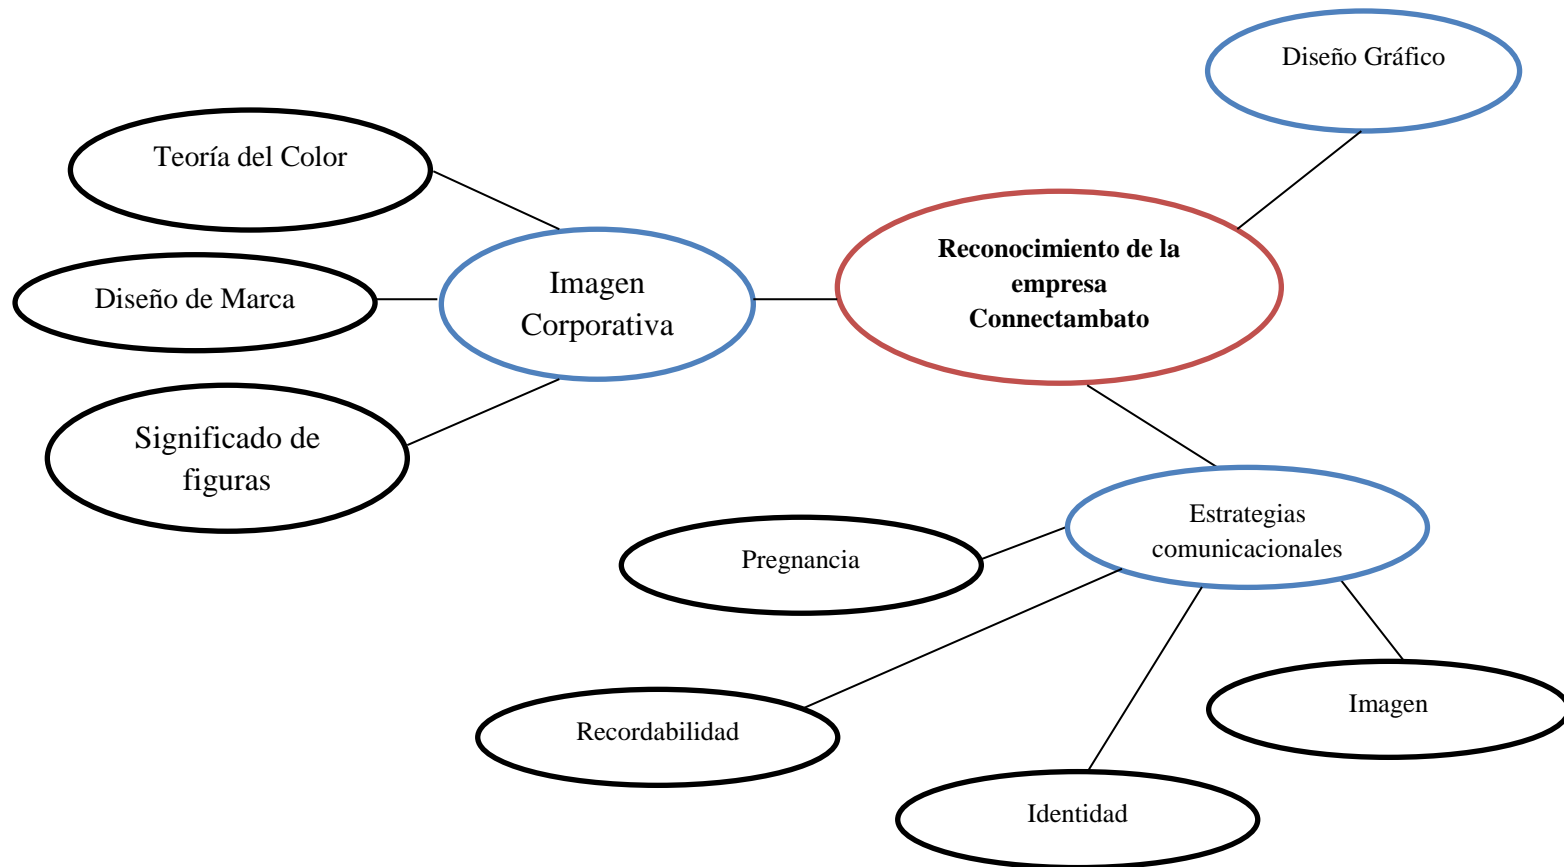 Diseño Gráfico
Teoría del Color
Reconocimiento de la
empresa
Connectambato
Imagen
Corporativa
Diseño de Marca
Significado de
figuras
Estrategias
comunicacionales
Pregnancia
Recordabilidad
Imagen
Identidad